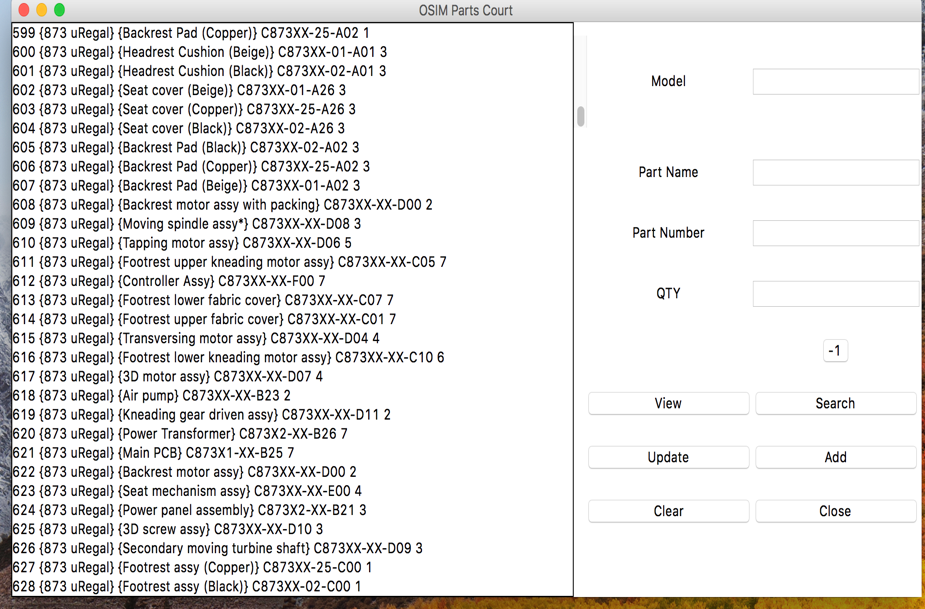 OSIM Parts Court
599 {873 uRegal} {Backrest Pad (Copper)} C873XX-25-A02 1
600 {873 uRegal} {Headrest Cushion (Beige)} C873XX-01-A01 3
601 {873 uRegal} {Headrest Cushion (Black)} C873XX-02-A01 3
602 {873 uRegal} {Seat cover (Beige)} C873XX-01-A26 3
603 {873 uRegal} {Seat cover (Copper)} C873XX-25-A26 3
604 {873 uRegal} {Seat cover (Black)} C873XX-02-A26 3
605 {873 uRegal} {Backrest Pad (Black)} C873XX-02-A02 3
606 {873 uRegal} {Backrest Pad (Copper)} C873XX-25-A02 3
607 {873 uRegal} {Backrest Pad (Beige)} C873XX-01-A02 3
608 {873 uRegal} {Backrest motor assy with packing} C873XX-XX-D00 2
609 {873 uRegal} {Moving spindle assy*} C873XX-XX-D08 3
610 {873 uRegal} {Tapping motor assy} C873XX-XX-D06 5
611 {873 uRegal} {Footrest upper kneading motor assy} C873XX-XX-C05 7
612 {873 uRegal} {Controller Assy} C873XX-XX-F00 7
613 {873 uRegal} {Footrest lower fabric cover} C873XX-XX-C07 7
614 {873 uRegal} {Footrest upper fabric cover} C873XX-XX-C01 7
615 {873 uRegal} {Transversing motor assy} C873XX-XX-D04 4
616 {873 uRegal} {Footrest lower kneading motor assy} C873XX-XX-C10 6
617 {873 uRegal} {3D motor assy} C873XX-XX-D07 4
618 {873 uRegal} {Air pump} C873XX-XX-B23 2
619 {873 uRegal} {Kneading gear driven assy} C873XX-XX-D11 2
620 {873 uRegal} {Power Transformer} C873X2-XX-B26 7
621 {873 uRegal} {Main PCB} C873X1-XX-B25 7
622 {873 uRegal} {Backrest motor assy} C873XX-XX-D00 2
623 {873 uRegal} {Seat mechanism assy} C873XX-XX-E00 4
624 {873 uRegal} {Power panel assembly} C873X2-XX-B21 3
625 {873 uRegal} {3D screw assy} C873XX-XX-D10 3
626 {873 uRegal} {Secondary moving turbine shaft} C873XX-XX-D09 3
627 {873 uRegal} {Footrest assy (Copper)} C873XX-25-C00 1
628 {873 uRegal} {Footrest assy (Black)} C873XX-02-C00 1
Model
Part Name
Part Number
QTY
-1
View Search
Update Add
Clear Close